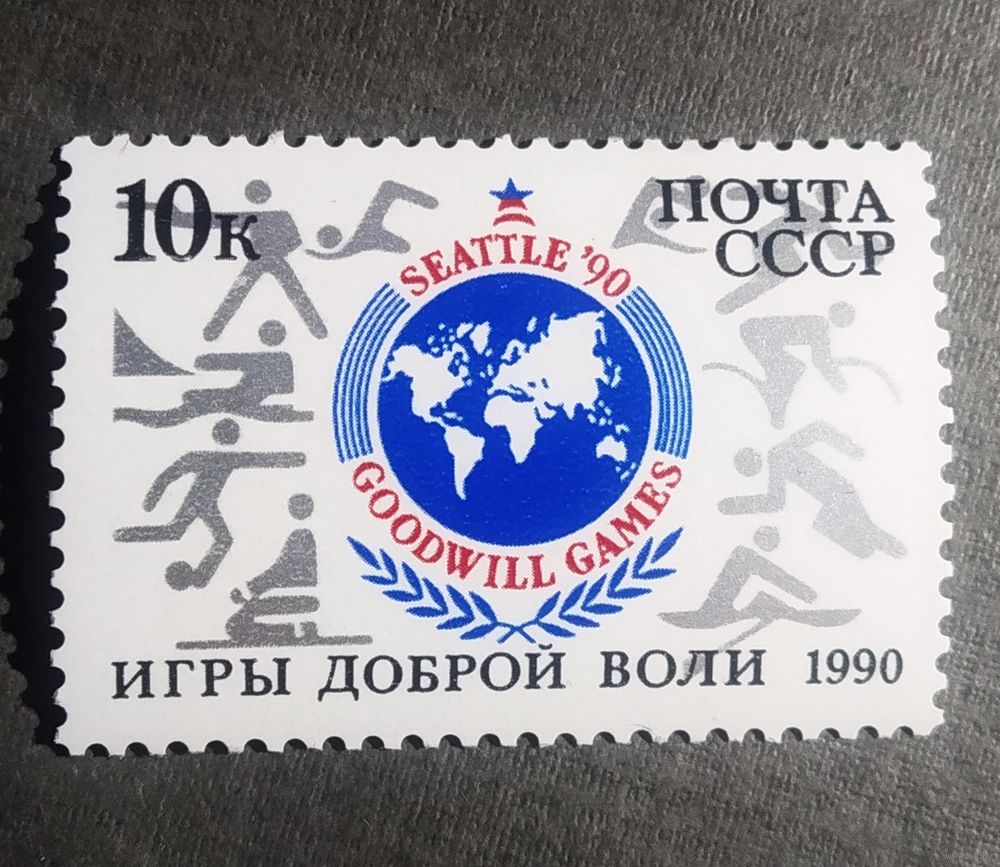 10к
ПОЧТА
СССР
SEATTLE '90
GOODWILL GAMES
ИГРЫ ДОБРОЙ ВОЛИ 1990